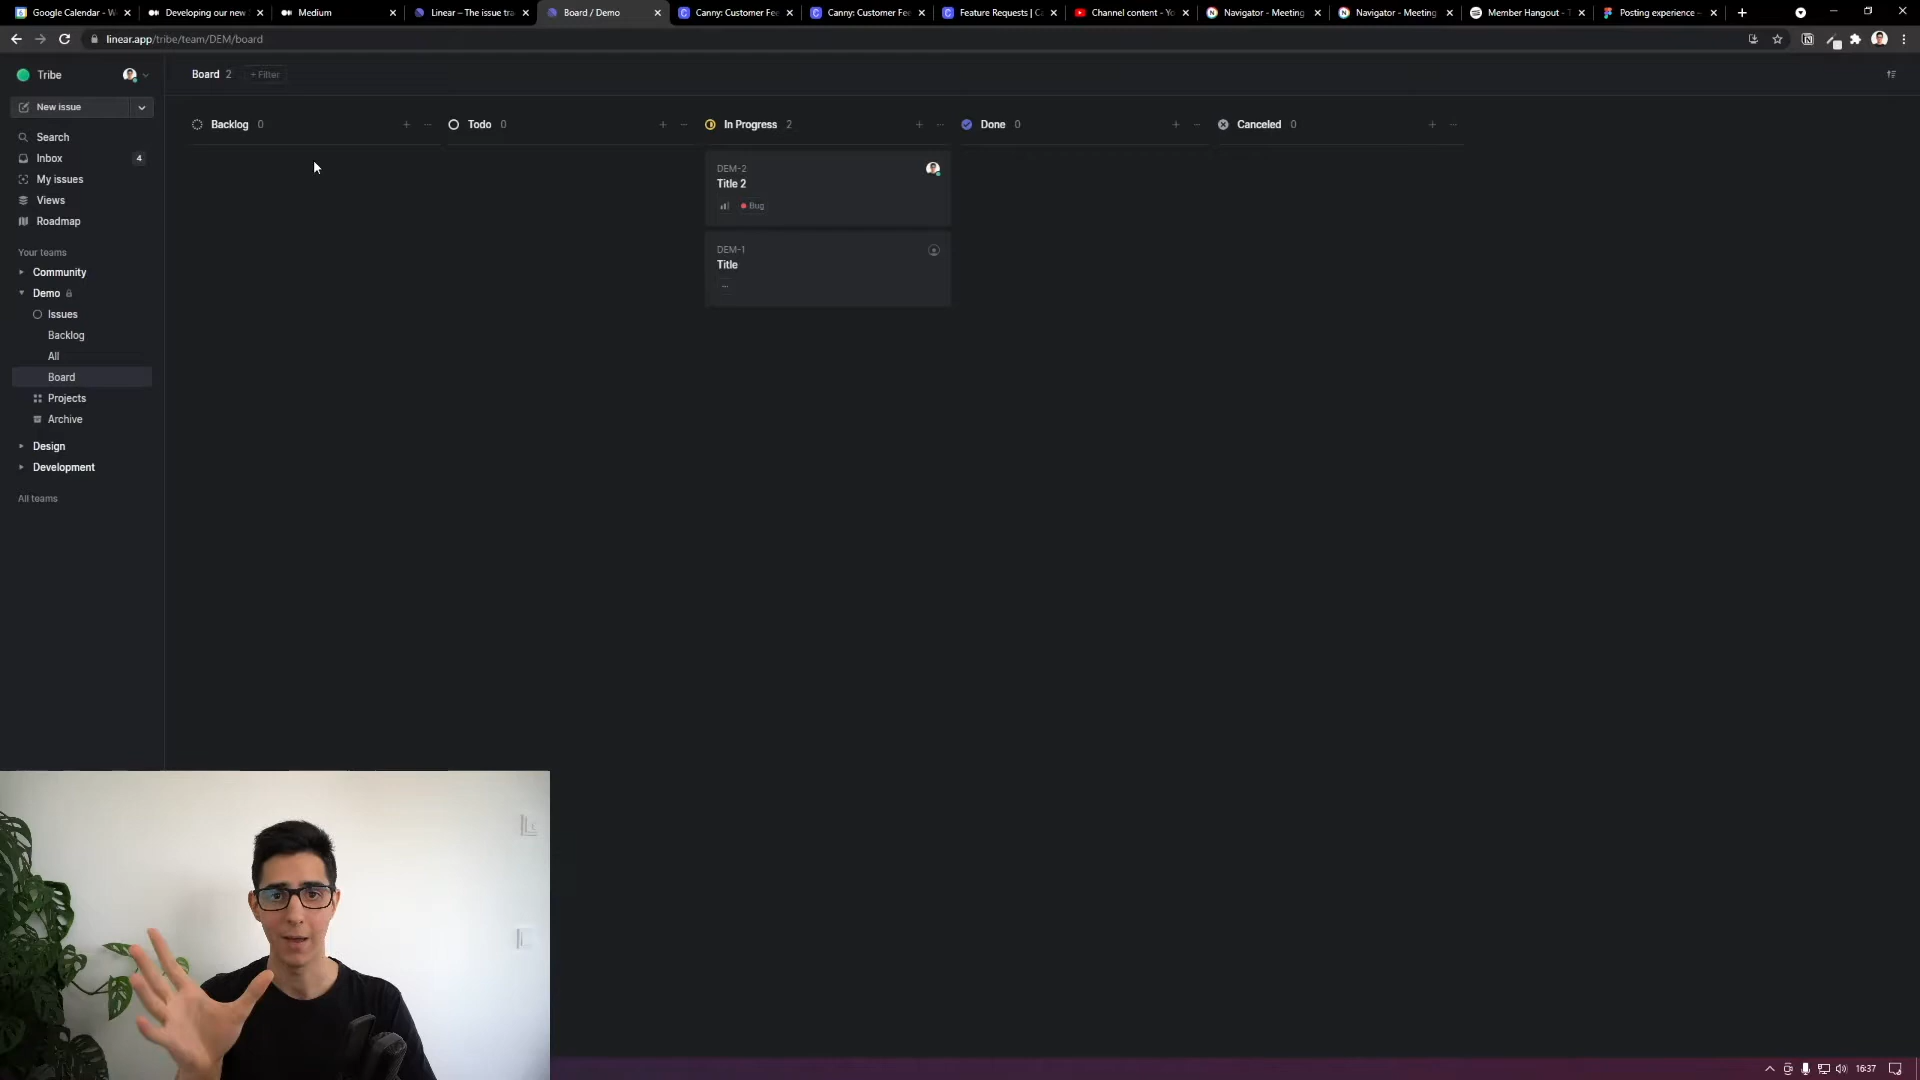 Google Calendar - W
Developing our new
Medium
Linear – The issue tra
Board / Demo
Canny: Customer Fee
Canny: Customer Fee
Feature Requests | Ca
Channel content - Yo
Navigator - Meeting
Navigator - Meeting
Member Hangout - T
Posting experience –
linear.app/tribe/team/DEM/board
Tribe
Board 2 + Filter
New issue
Search
Inbox 4
My issues
Views
Roadmap
Your teams
Community
Demo
Issues
Backlog
All
Board
Projects
Archive
Design
Development
All teams
Backlog 0
Todo 0
In Progress 2
Done 0
Canceled 0
DEM-2
Title 2
Bug
DEM-1
Title
16:37